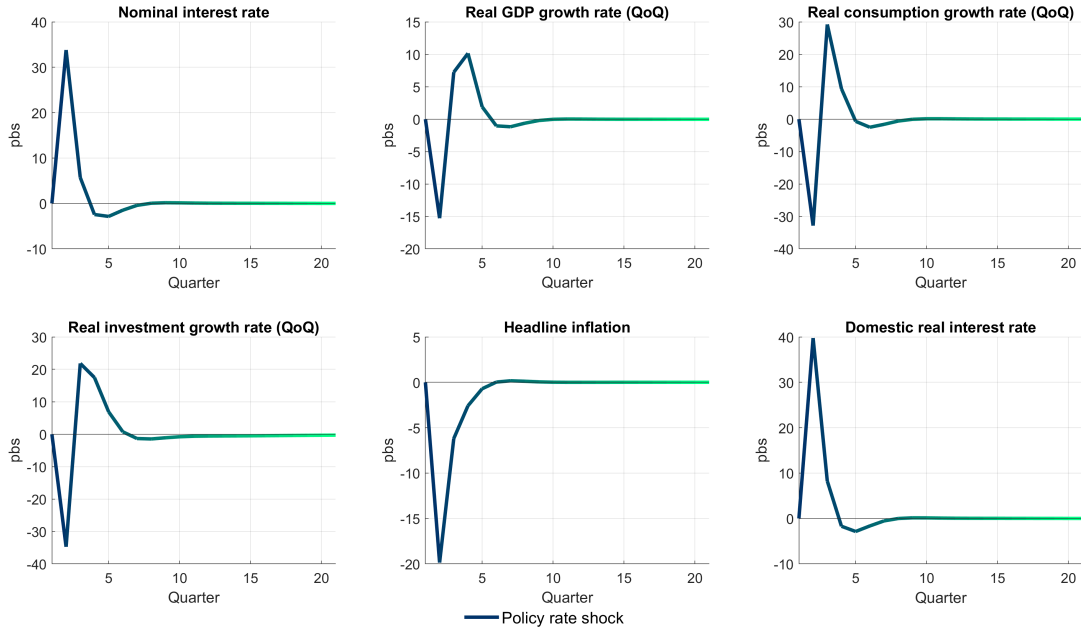 Nominal interest rate
40
30
20
10
0
-10
pbs
5 10 15 20
Quarter
Real GDP growth rate (QoQ)
15
10
5
0
-5
-10
-15
-20
pbs
5 10 15 20
Quarter
Real consumption growth rate (QoQ)
30
20
10
0
-10
-20
-30
-40
pbs
5 10 15 20
Quarter
Real investment growth rate (QoQ)
30
20
10
0
-10
-20
-30
-40
pbs
5 10 15 20
Quarter
Headline inflation
5
0
-5
-10
-15
-20
pbs
5 10 15 20
Quarter
Domestic real interest rate
40
30
20
10
0
-10
pbs
5 10 15 20
Quarter
Policy rate shock